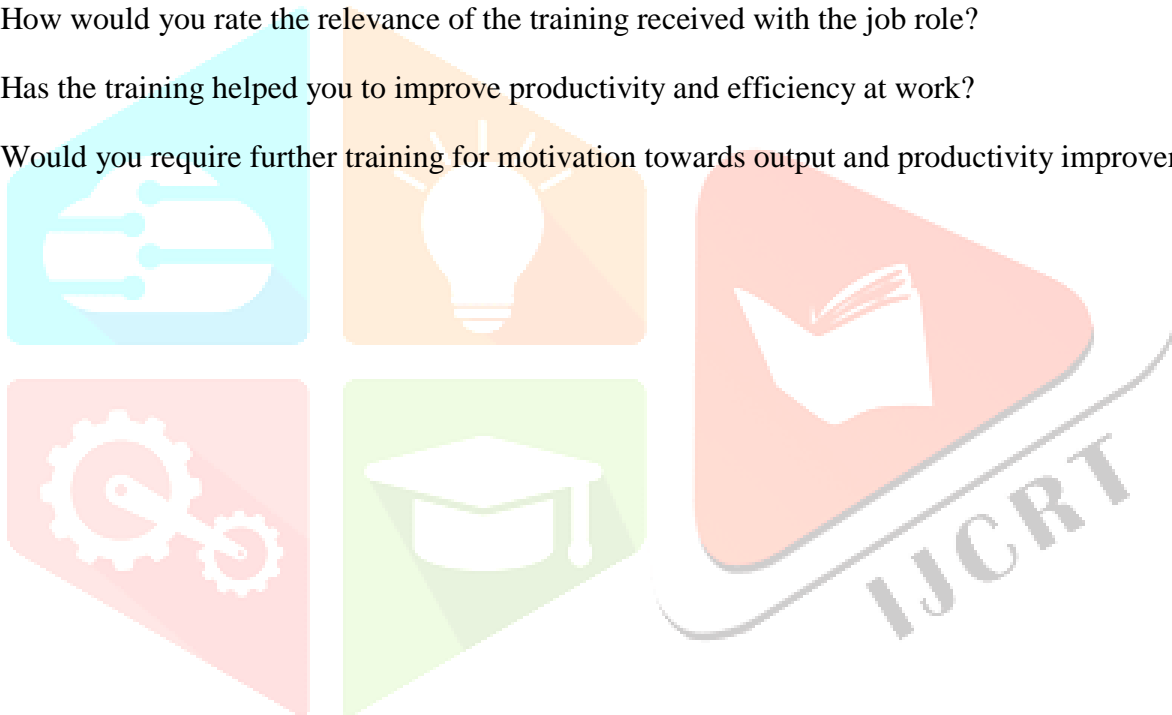 How would you rate the relevance of the training received with the job role?
Has the training helped you to improve productivity and efficiency at work?
Would you require further training for motivation towards output and productivity
IJCRT